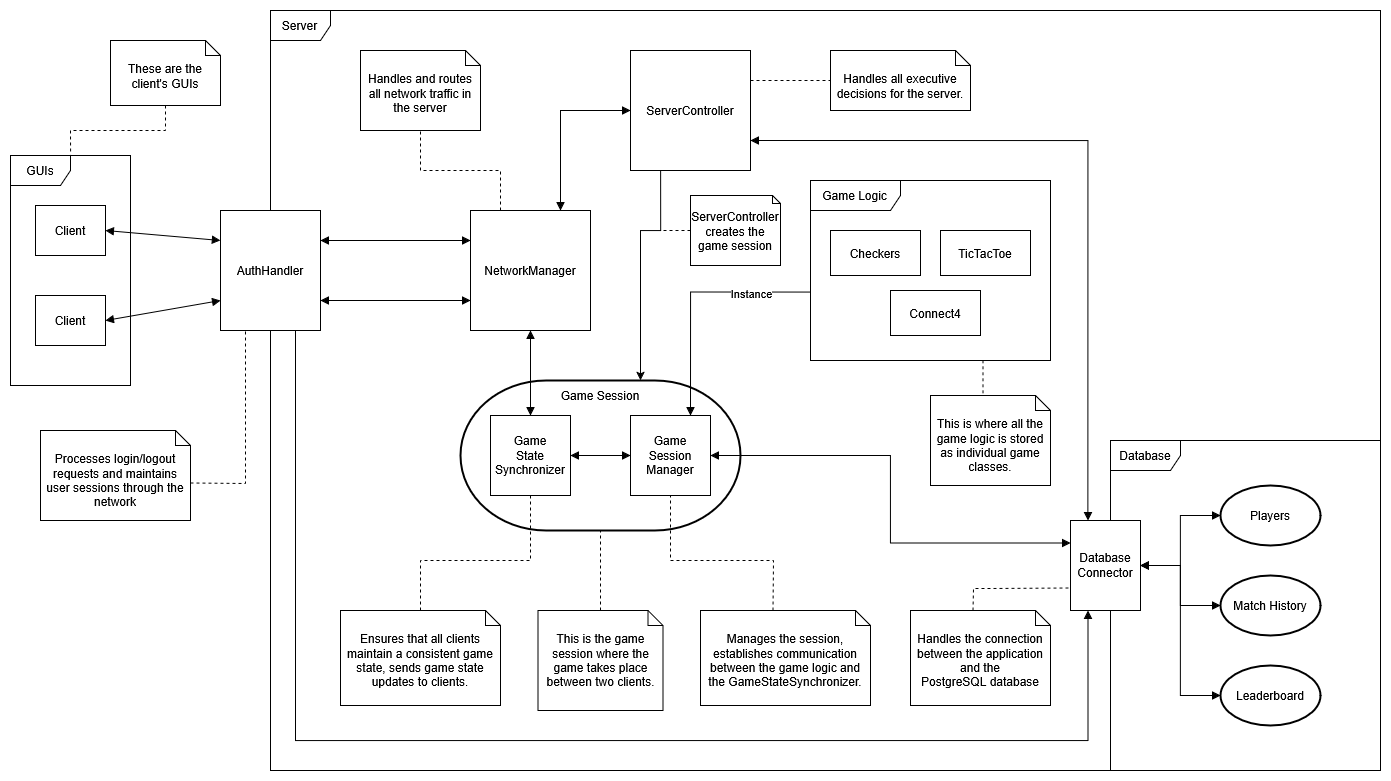 Server
These are the
client's GUIs
Handles and routes
all network traffic in
the server
ServerController
Handles all executive
decisions for the server.
GUIs
Client
Client
AuthHandler
NetworkManager
ServerController
creates the
game session
Game Logic
Checkers
TicTacToe
Connect4
Instance
Game Session
Game
State
Synchronizer
Game
Session
Manager
This is where all the
game logic is stored
as individual game
classes.
Processes login/logout
requests and maintains
user sessions through the
network
Database
Players
Match History
Leaderboard
Database
Connector
Ensures that all clients
maintain a consistent game
state, sends game state
updates to clients.
This is the game
session where the
game takes place
between two clients.
Manages the session,
establishes communication
between the game logic and
the GameStateSynchronizer.
Handles the connection
between the application
and the
PostgreSQL database